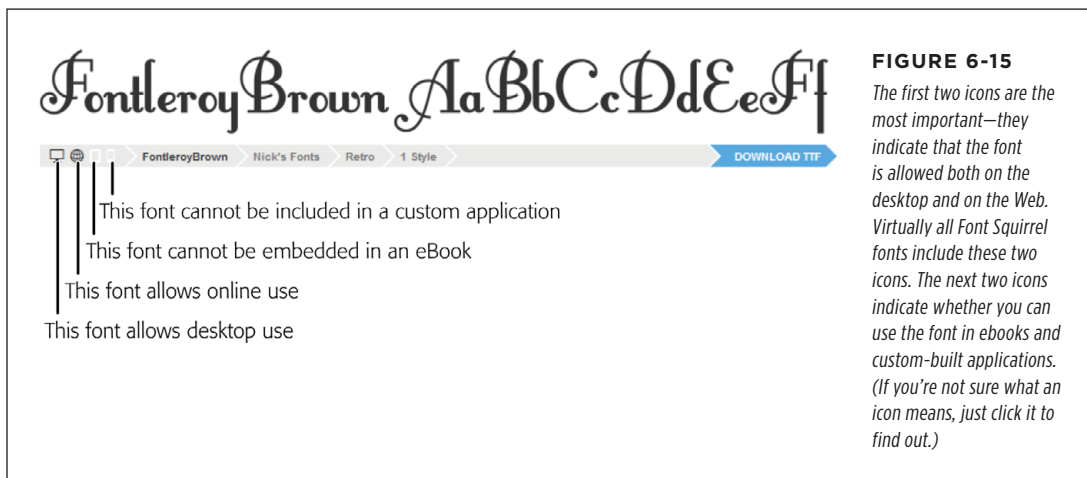 FontleroyBrown AaBbCcDdEeFf
FontleroyBrown Nick's Fonts Retro 1 Style DOWNLOAD TTF
This font cannot be included in a custom application
This font cannot be embedded in an eBook
This font allows online use
This font allows desktop use
FIGURE 6-15
The first two icons are the
most important—they
indicate that the font
is allowed both on the
desktop and on the Web.
Virtually all Font Squirrel
fonts include these two
icons. The next two icons
indicate whether you can
use the font in ebooks and
custom-built applications.
(If you're not sure what an
icon means, just click it to
find out.)